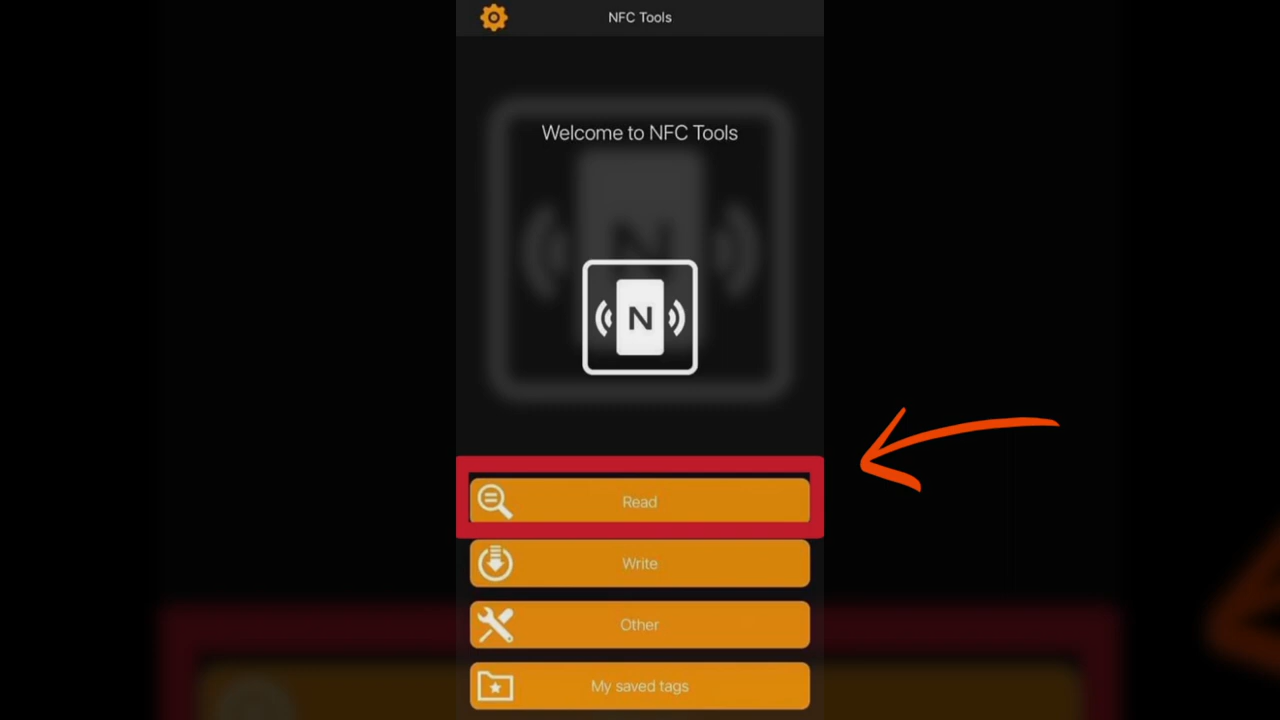 NFC Tools
Welcome to NFC Tools
N
Read
Write
Other
My saved tags